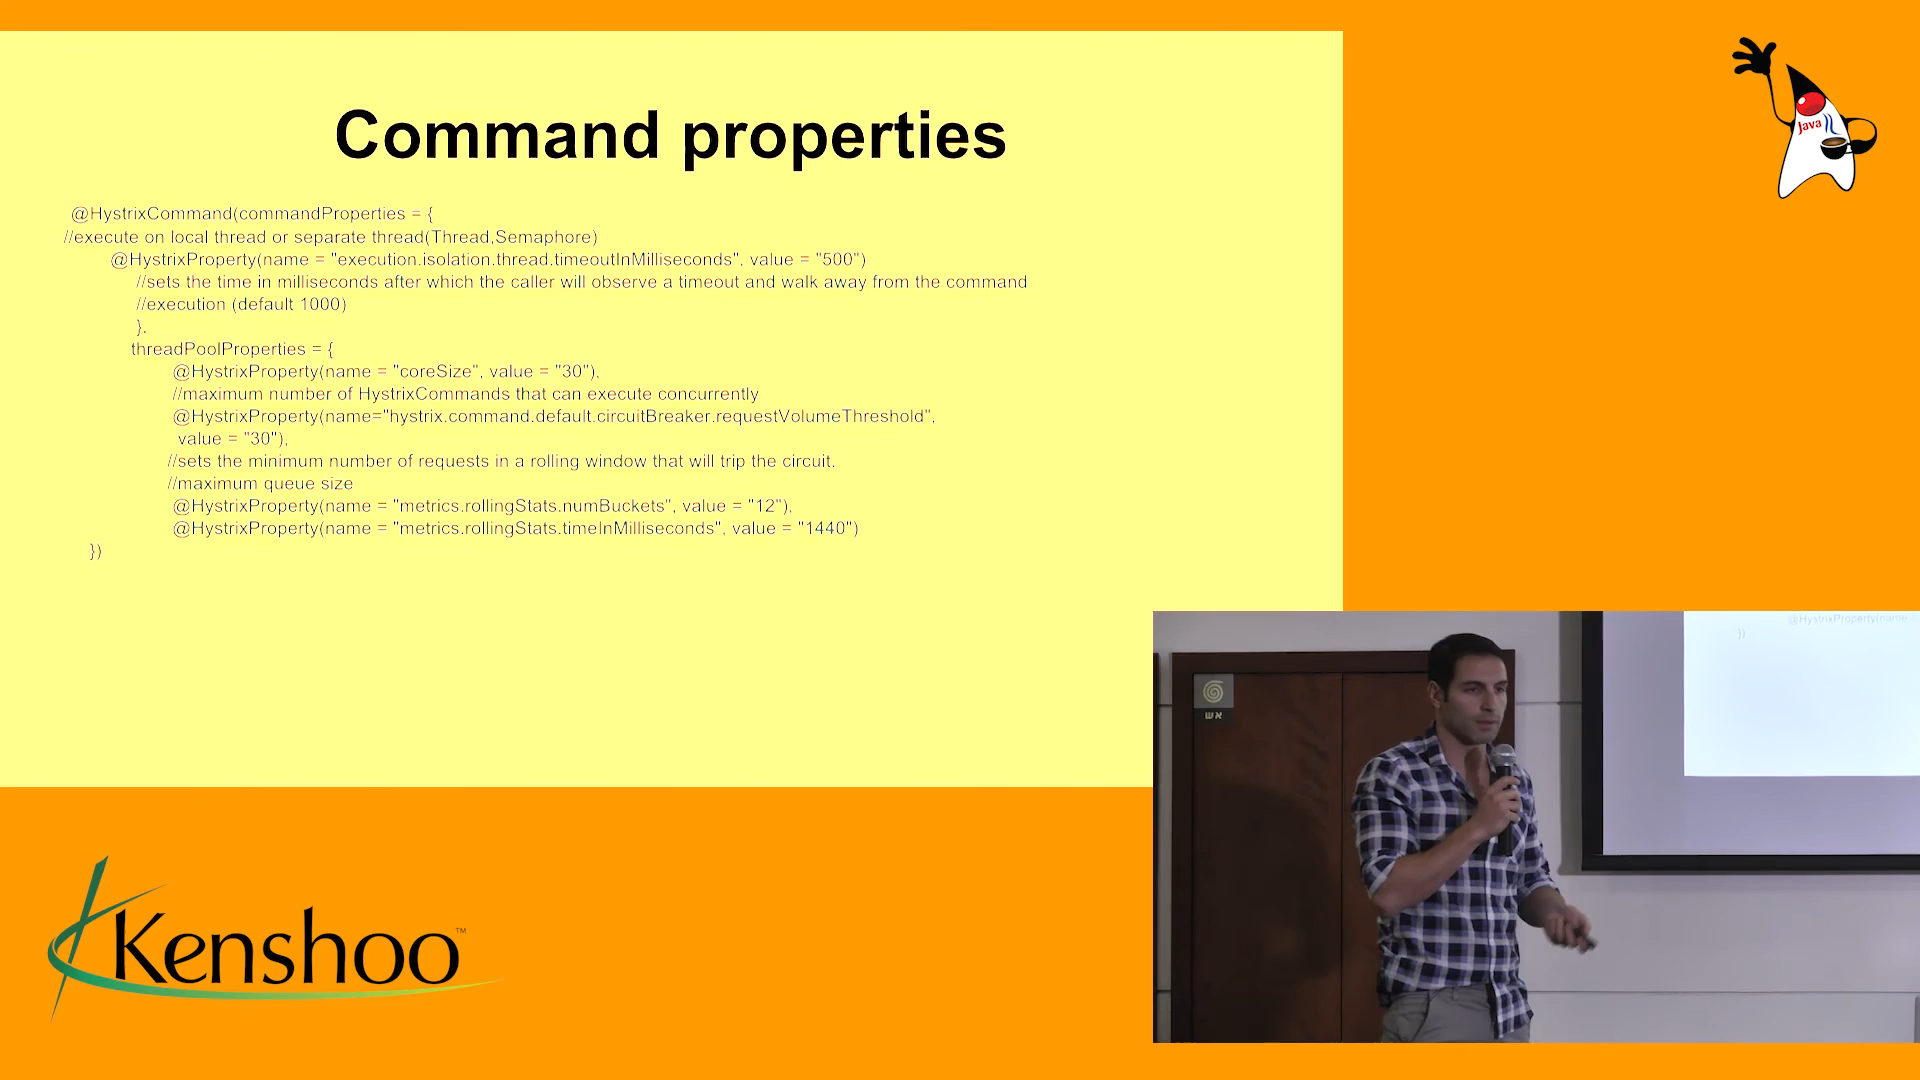 Command properties
@HystrixCommand(commandProperties = {
//execute on local thread or separate thread(Thread,Semaphore)
@HystrixProperty(name = "execution.isolation.thread.timeoutInMilliseconds", value = "500")
//sets the time in milliseconds after which the caller will observe a timeout and walk away from the command
//execution (default 1000)
},
threadPoolProperties = {
@HystrixProperty(name = "coreSize", value = "30"),
//maximum number of HystrixCommands that can execute concurrently
@HystrixProperty(name="hystrix.command.default.circuitBreaker.requestVolumeThreshold",
value = "30"),
//sets the minimum number of requests in a rolling window that will trip the circuit.
//maximum queue size
@HystrixProperty(name = "metrics.rollingStats.numBuckets", value = "12"),
@HystrixProperty(name = "metrics.rollingStats.timeInMilliseconds", value = "1440")
})
Java
@HystrixProperty(name =
})
אש
Kenshoo™